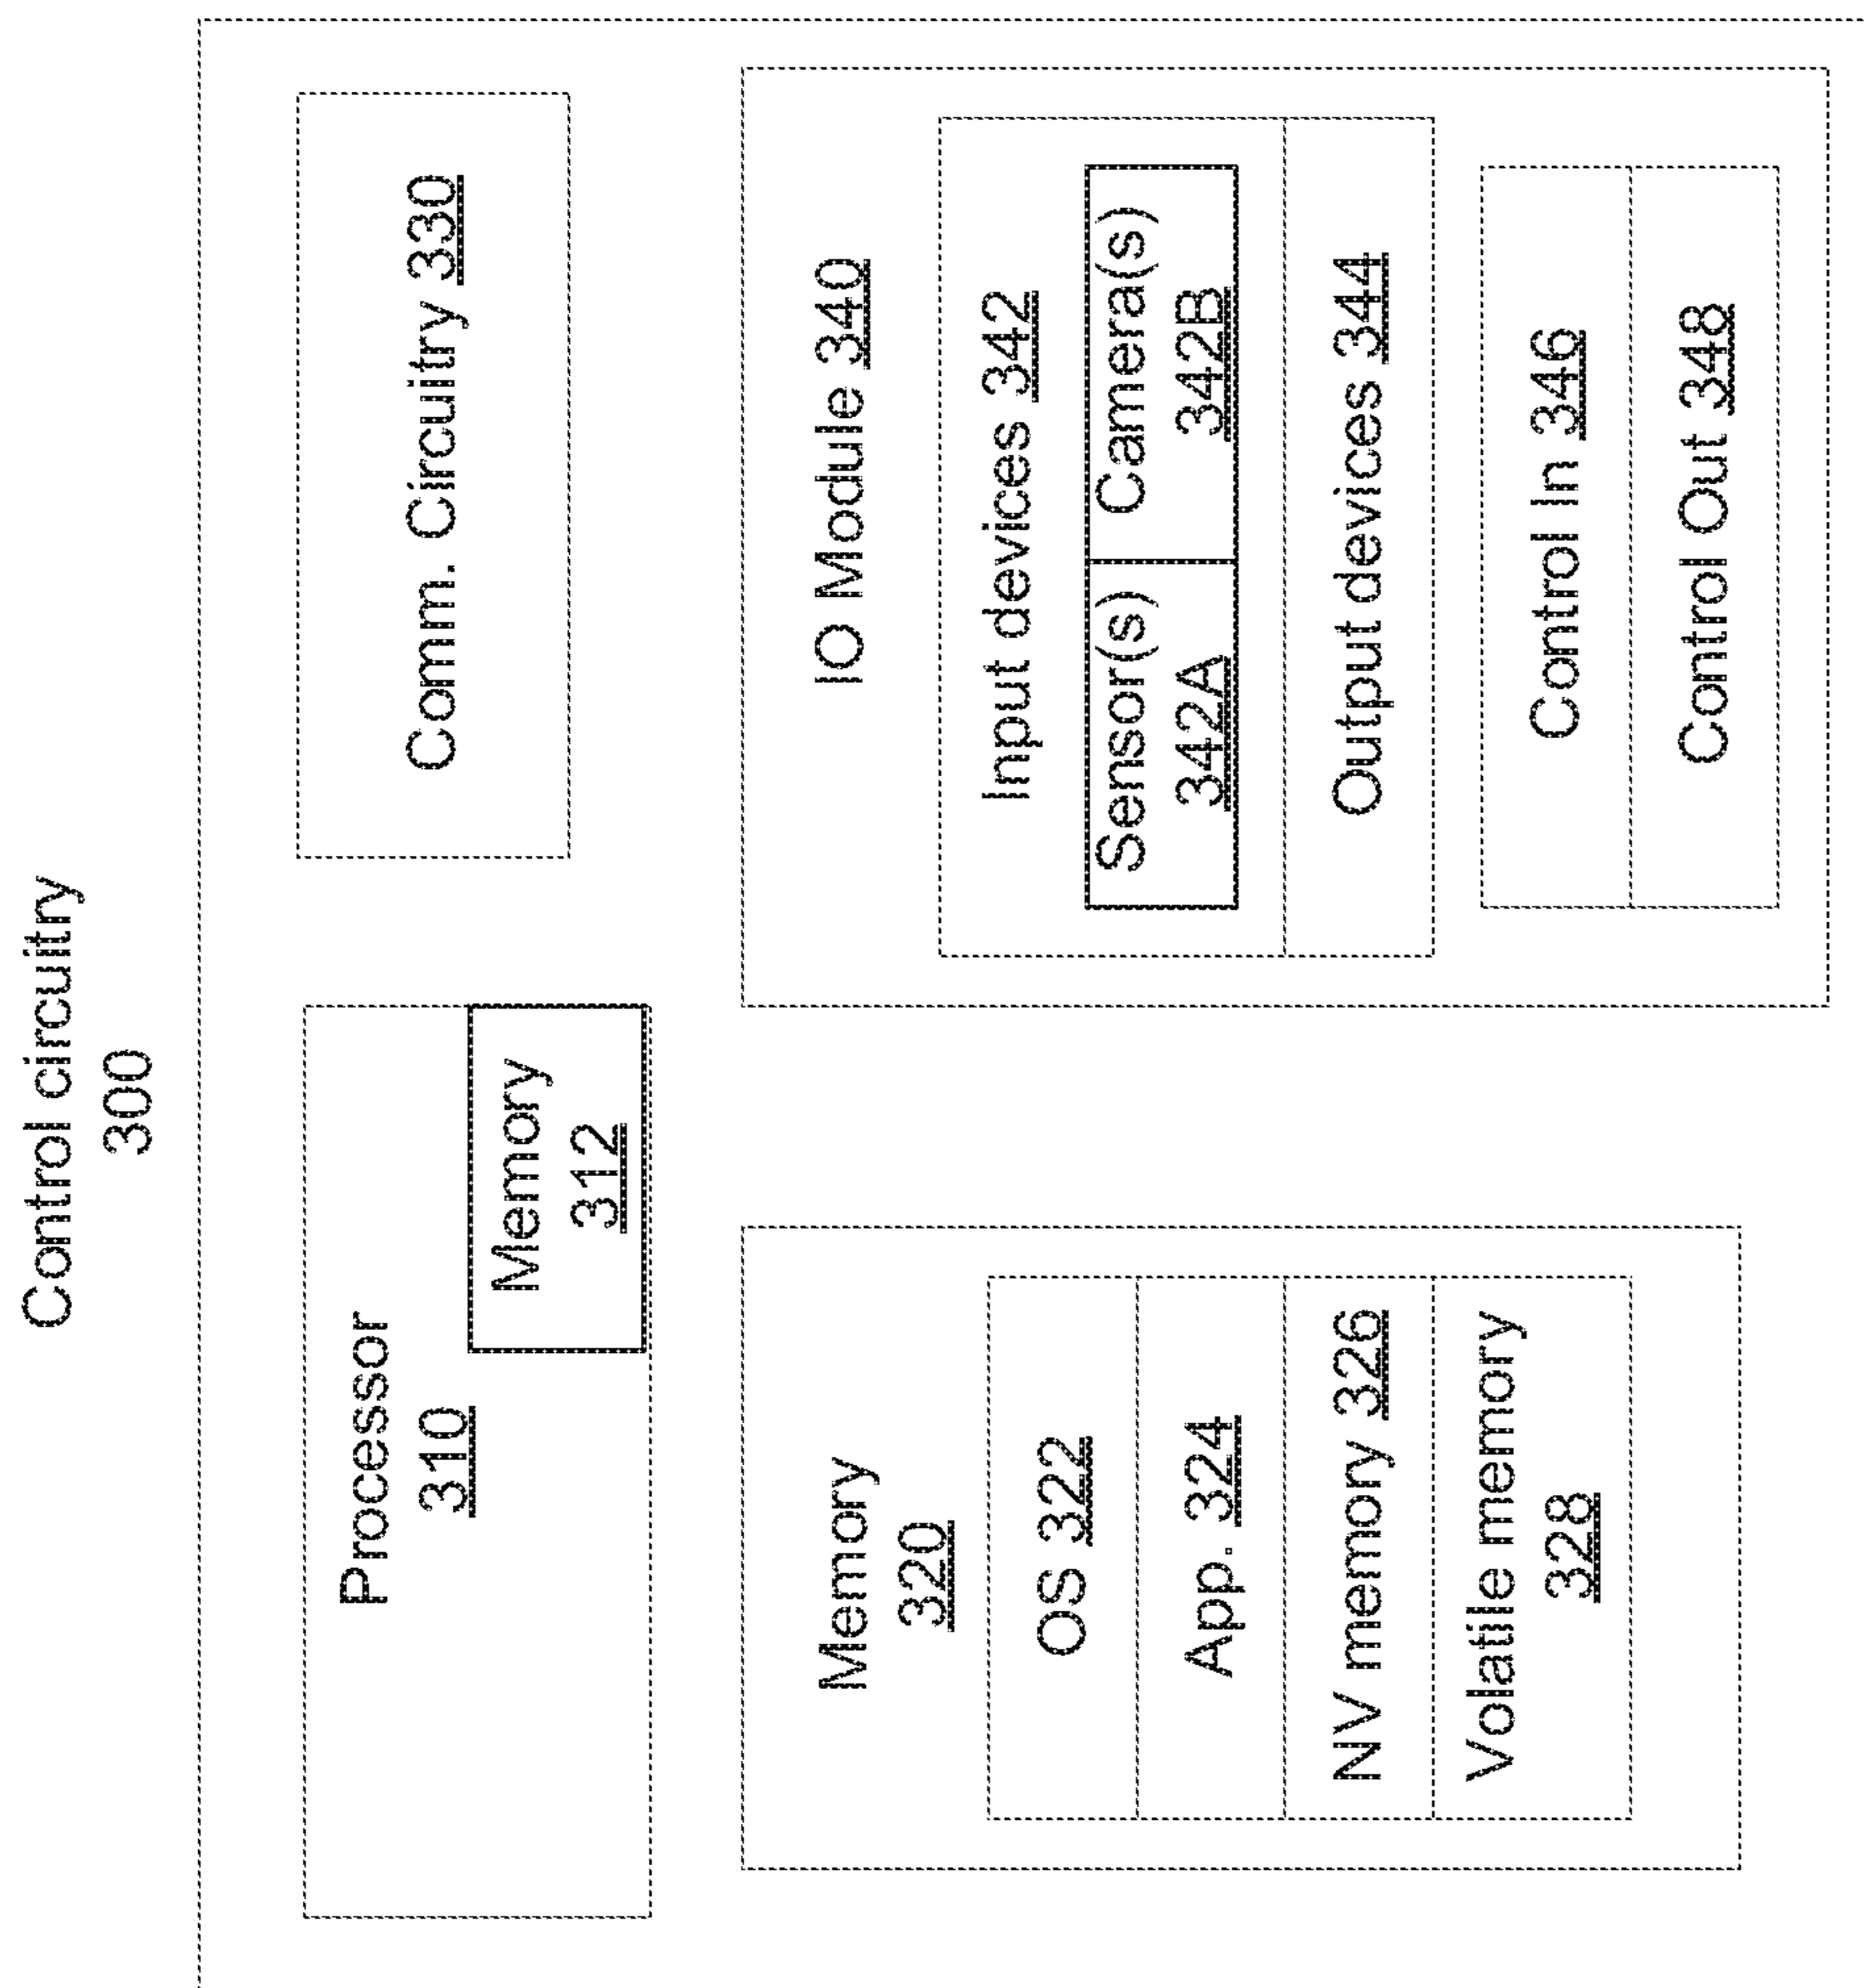 Control circuitry
300
Processor
310
Memory
312
Comm. Circuitry 330
Memory
320
OS 322
App. 324
NV memory 326
Volatile memory
328
IO Module 340
Input devices 342
Sensor(s)
342A
Camera(s)
342B
Output devices 344
Control In 346
Control Out 348